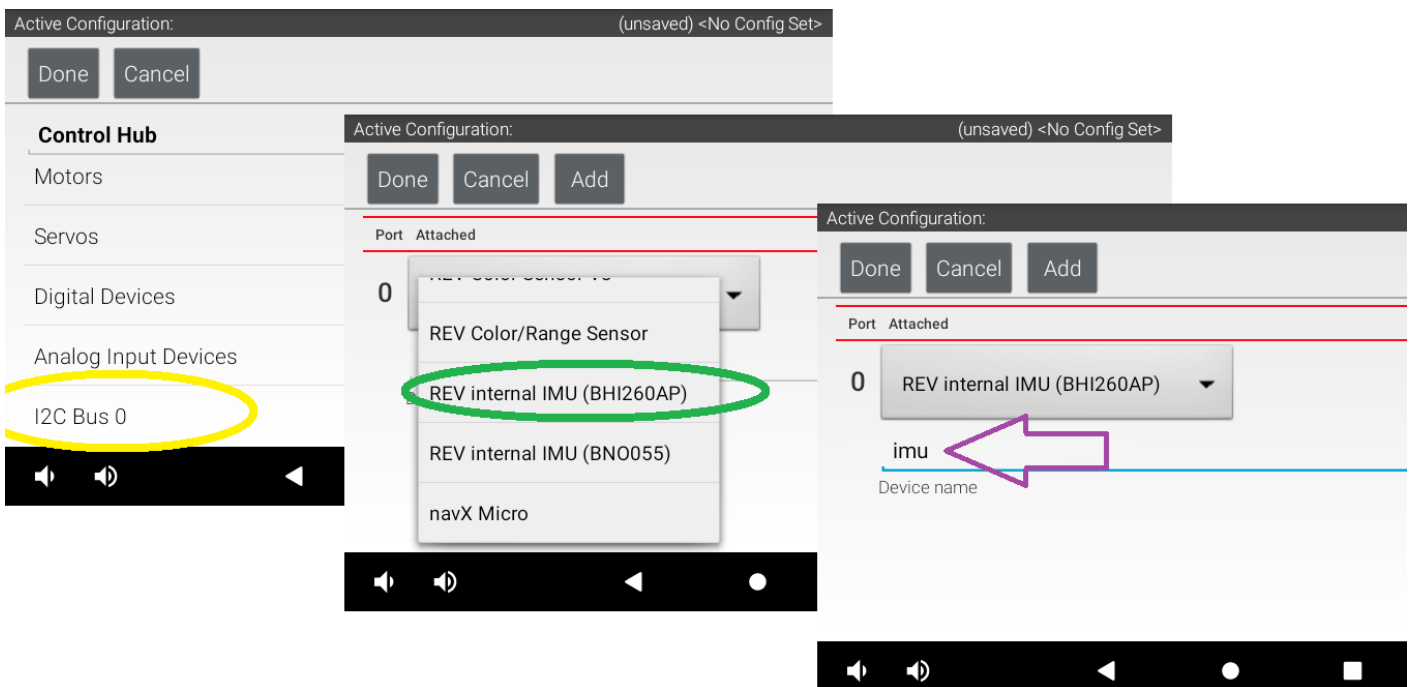 Active Configuration: (unsaved) <No Config Set>
Done Cancel
Control Hub
Motors
Servos
Digital Devices
Analog Input Devices
I2C Bus 0
Active Configuration: (unsaved) <No Config Set>
Done Cancel Add
Port Attached
0
REV Color/Range Sensor
REV internal IMU (BHI260AP)
REV internal IMU (BNO055)
navX Micro
Active Configuration:
Done Cancel Add
Port Attached
0 REV internal IMU (BHI260AP)
imu
Device name